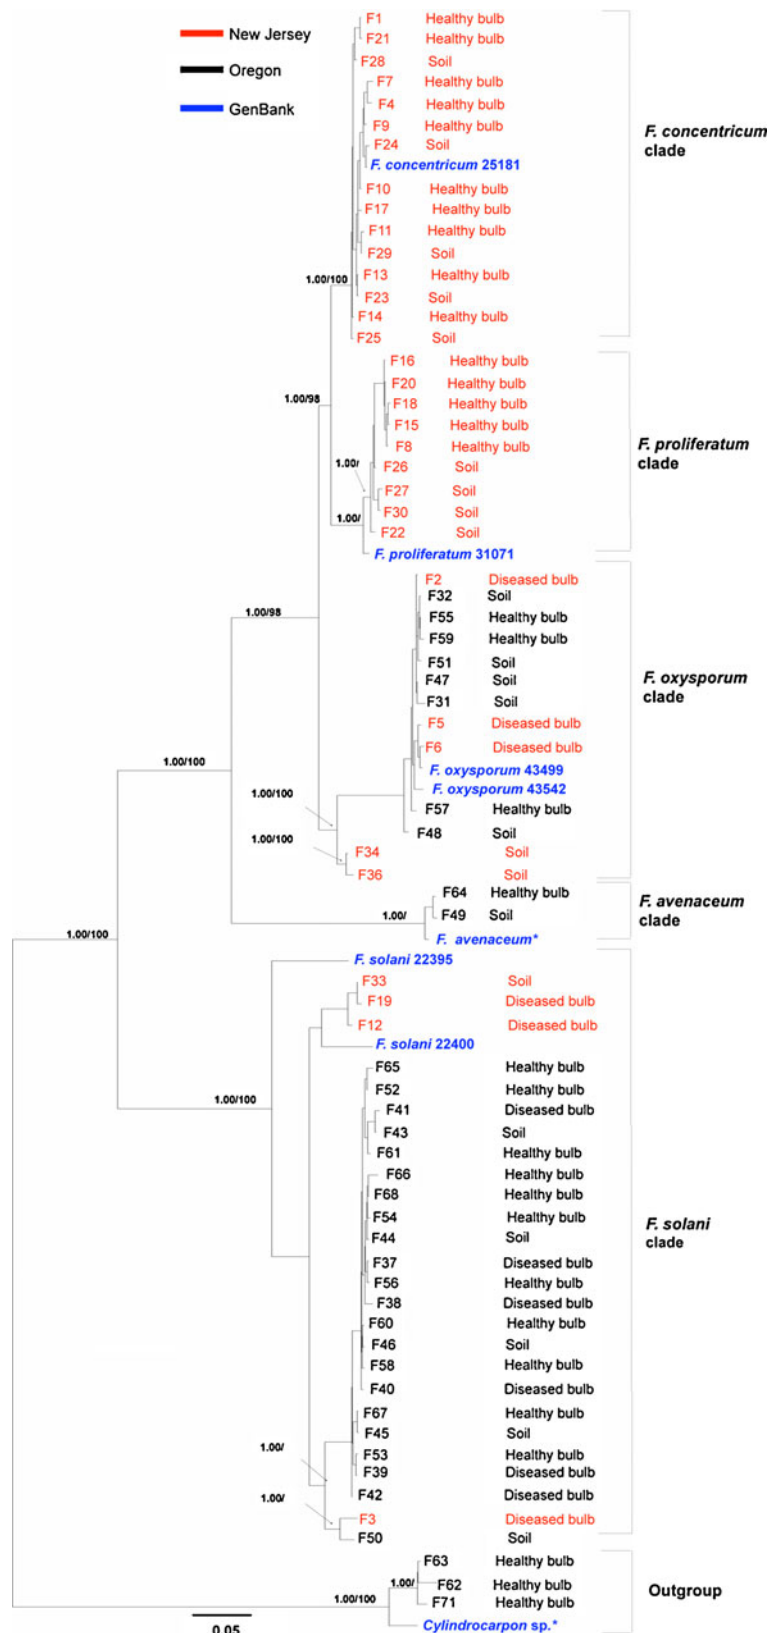 New Jersey
Oregon
GenBank
F1 Healthy bulb
F21 Healthy bulb
F28 Soil
F7 Healthy bulb
F4 Healthy bulb
F9 Healthy bulb
F24 Soil
F. concentricum 25181
F10 Healthy bulb
F17 Healthy bulb
F11 Healthy bulb
F29 Soil
F13 Healthy bulb
F23 Soil
F14 Healthy bulb
F25 Soil
1.00/100
F. concentricum
clade
F16 Healthy bulb
F20 Healthy bulb
F18 Healthy bulb
F15 Healthy bulb
F8 Healthy bulb
F26 Soil
F27 Soil
F30 Soil
F22 Soil
F. proliferatum 31071
1.00/98
1.00/
1.00/
F. proliferatum
clade
F2 Diseased bulb
F32 Soil
F55 Healthy bulb
F59 Healthy bulb
F51 Soil
F47 Soil
F31 Soil
F5 Diseased bulb
F6 Diseased bulb
F. oxysporum 43499
F. oxysporum 43542
F57 Healthy bulb
F48 Soil
F34 Soil
F36 Soil
1.00/98
1.00/100
1.00/100
1.00/100
F. oxysporum
clade
F64 Healthy bulb
F49 Soil
F. avenaceum*
1.00/
F. avenaceum
clade
1.00/100
F. solani 22395
F33 Soil
F19 Diseased bulb
F12 Diseased bulb
F. solani 22400
F65 Healthy bulb
F52 Healthy bulb
F41 Diseased bulb
F43 Soil
F61 Healthy bulb
F66 Healthy bulb
F68 Healthy bulb
F54 Healthy bulb
F44 Soil
F37 Diseased bulb
F56 Healthy bulb
F38 Diseased bulb
F60 Healthy bulb
F46 Soil
F58 Healthy bulb
F40 Diseased bulb
F67 Healthy bulb
F45 Soil
F53 Healthy bulb
F39 Diseased bulb
F42 Diseased bulb
F3 Diseased bulb
F50 Soil
1.00/100
1.00/
1.00/
F. solani
clade
F63 Healthy bulb
F62 Healthy bulb
F71 Healthy bulb
Cylindrocarpon sp.*
1.00/
1.00/100
Outgroup
0.05